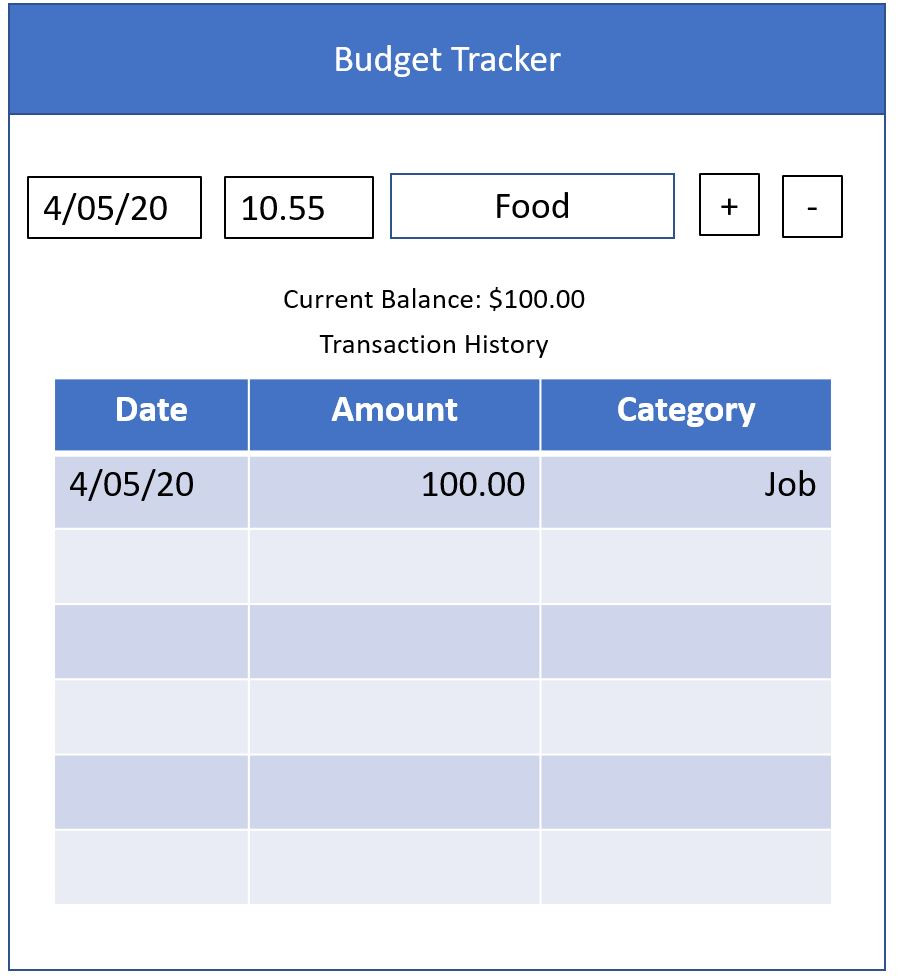 Budget Tracker
4/05/20 10.55 Food + -
Current Balance: $100.00
Transaction History
Date Amount Category
4/05/20 100.00 Job